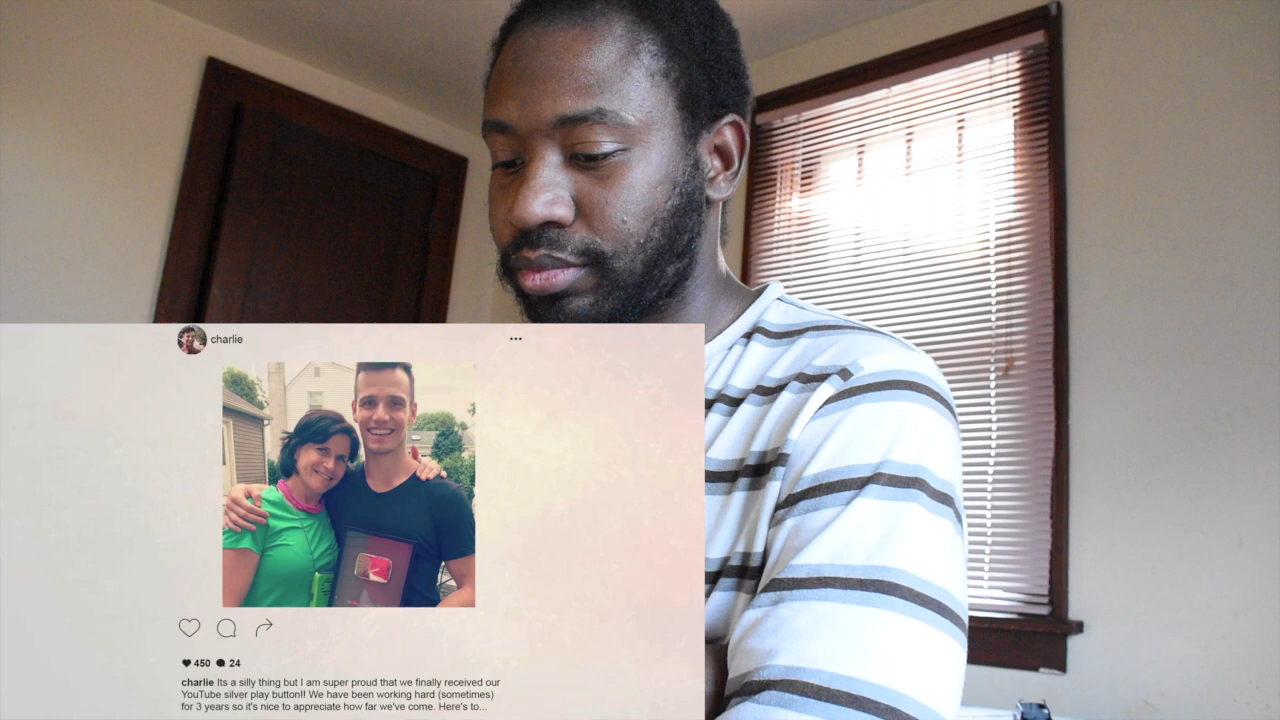 charlie
450 24
charlie Its a silly thing but I am super proud that we finally received our
YouTube silver play button!! We have been working hard (sometimes)
for 3 years so it's nice to appreciate how far we've come. Here's to...